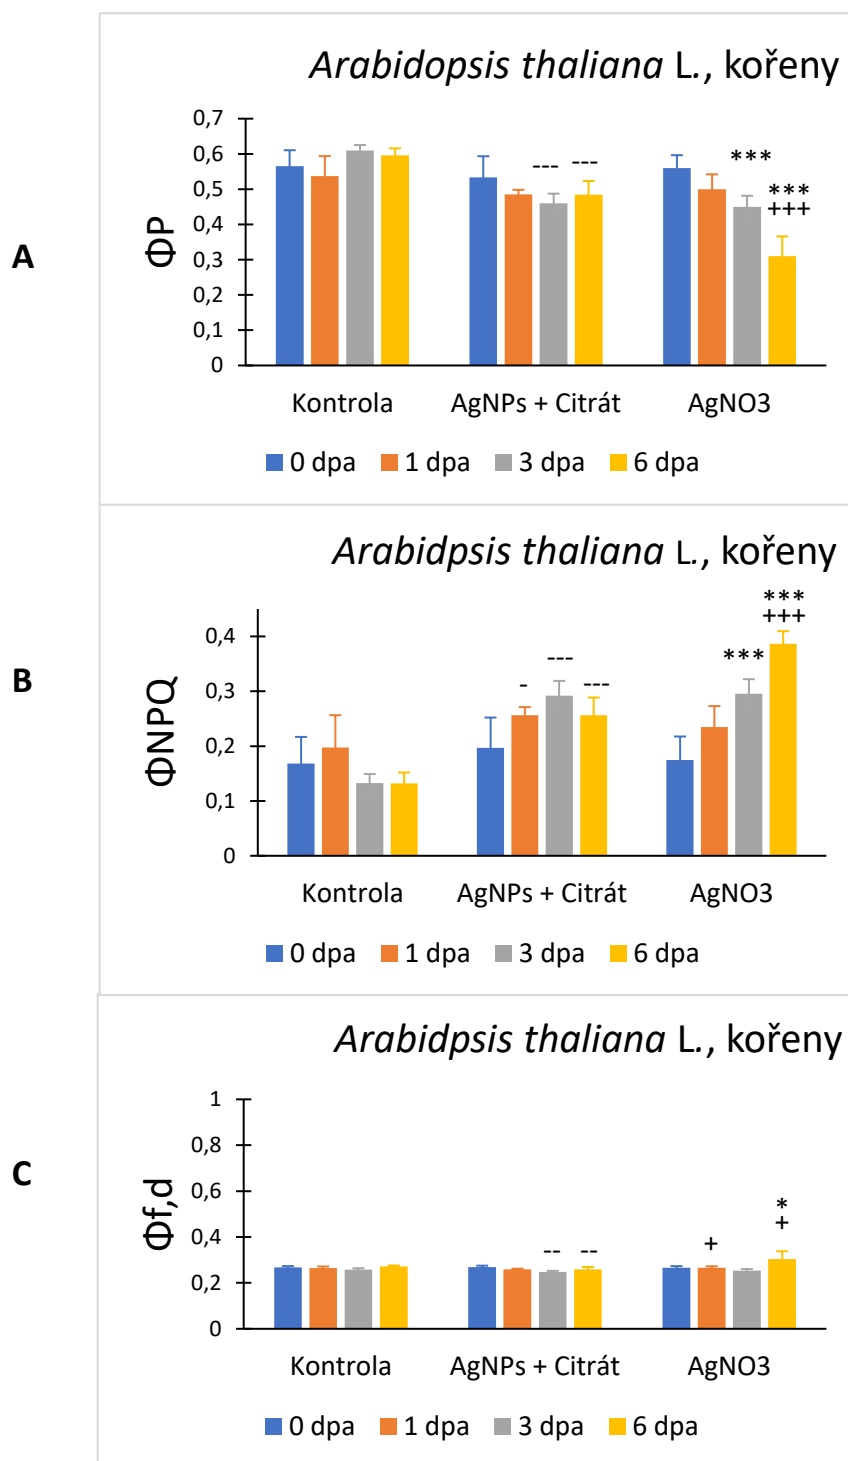 A
Arabidopsis thaliana L., kořeny
ΦP
0,7
0,6
0,5
0,4
0,3
0,2
0,1
0
--- ---
***
***
+++
Kontrola AgNPs + Citrát AgNO3
0 dpa 1 dpa 3 dpa 6 dpa
B
Arabidpsis thaliana L., kořeny
ΦNPQ
0,4
0,3
0,2
0,1
0
- --- ---
***
***
+++
Kontrola AgNPs + Citrát AgNO3
0 dpa 1 dpa 3 dpa 6 dpa
C
Arabidpsis thaliana L., kořeny
Φf,d
1
0,8
0,6
0,4
0,2
0
-- --
+
*
+
Kontrola AgNPs + Citrát AgNO3
0 dpa 1 dpa 3 dpa 6 dpa